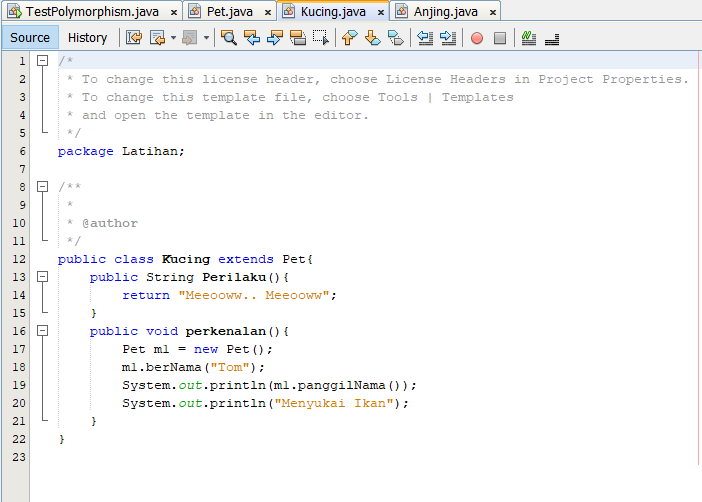 TestPolymorphism.java × Pet.java × Kucing.java × Anjing.java ×
Source History
1 /*
2 * To change this license header, choose License Headers in Project Properties.
3 * To change this template file, choose Tools | Templates
4 * and open the template in the editor.
5 */
6 package Latihan;
7
8 /**
9 *
10 * @author
11 */
12 public class Kucing extends Pet{
13 public String Perilaku(){
14 return "Meeooww.. Meeooww";
15 }
16 public void perkenalan(){
17 Pet m1 = new Pet();
18 m1.berNama("Tom");
19 System.out.println(m1.panggilNama());
20 System.out.println("Menyukai Ikan");
21 }
22 }
23